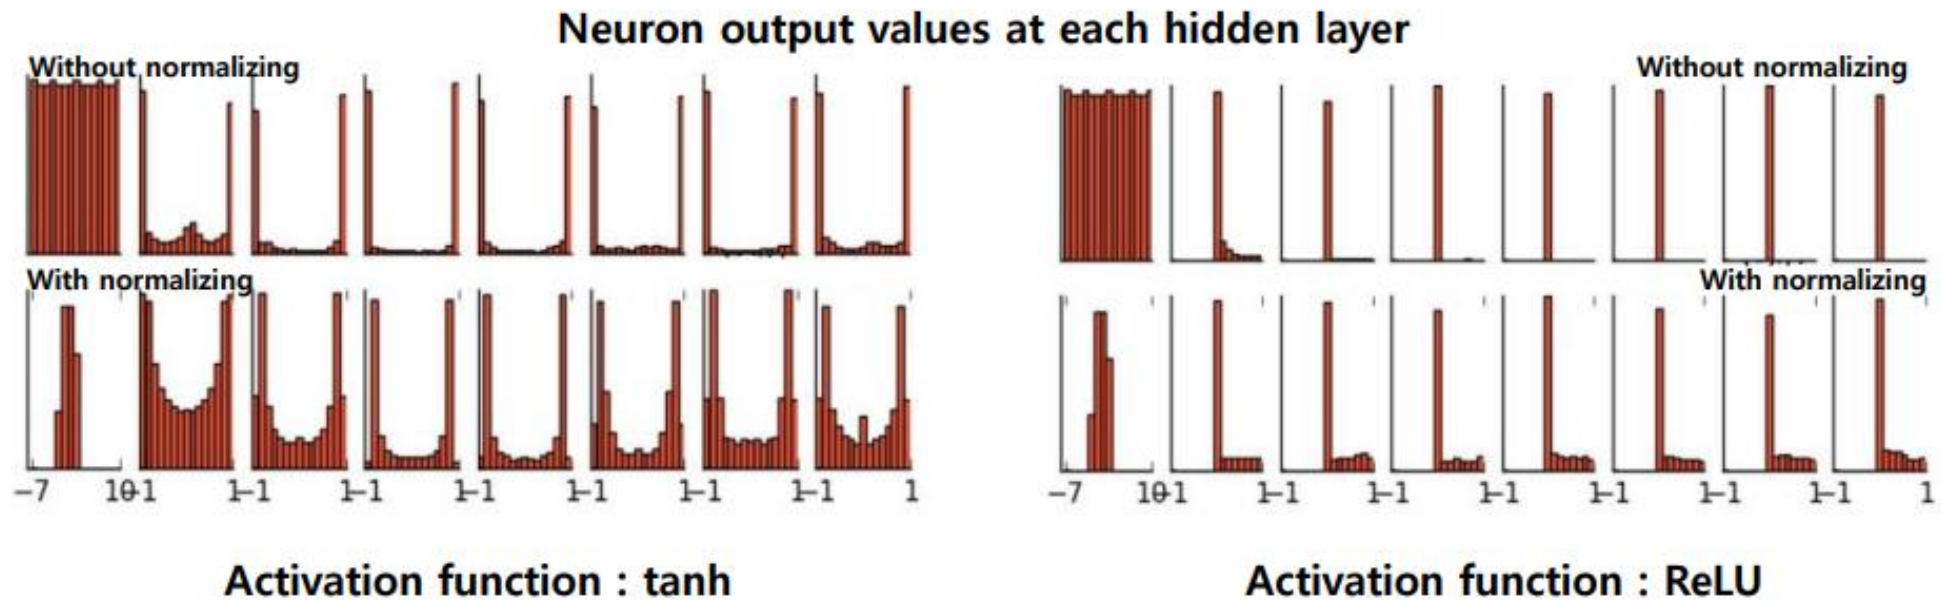 Neuron output values at each hidden layer
Without normalizing
Without normalizing
With normalizing
With normalizing
−7 10 −1 1 −1 1 −1 1 −1 1 −1 1 −1 1 −1 1
−7 10 −1 1 −1 1 −1 1 −1 1 −1 1 −1 1 −1 1
Activation function : tanh
Activation function : ReLU